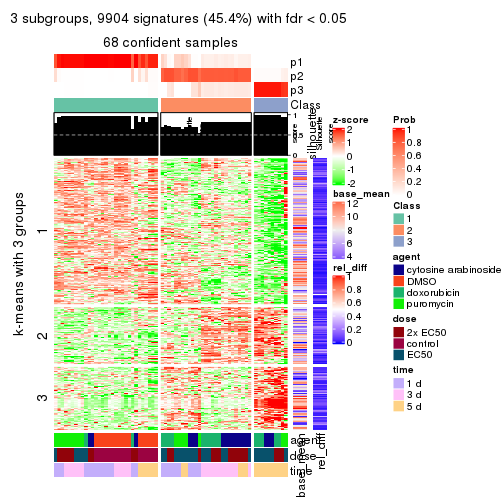 3 subgroups, 9904 signatures (45.4%) with fdr < 0.05
68 confident samples
p1
p2
p3
Class
1
0
silhouette
score
k-means with 3 groups
1
2
3
agent
dose
time
base_mean
rel_diff
z-score
2
1
0
-1
-2
base_mean
12
10
8
6
4
rel_diff
1
0.8
0.6
0.4
0.2
0
Prob
1
0.8
0.6
0.4
0.2
0
Class
1
2
3
agent
cytosine arabinoside
DMSO
doxorubicin
puromycin
dose
2x EC50
control
EC50
time
1 d
3 d
5 d